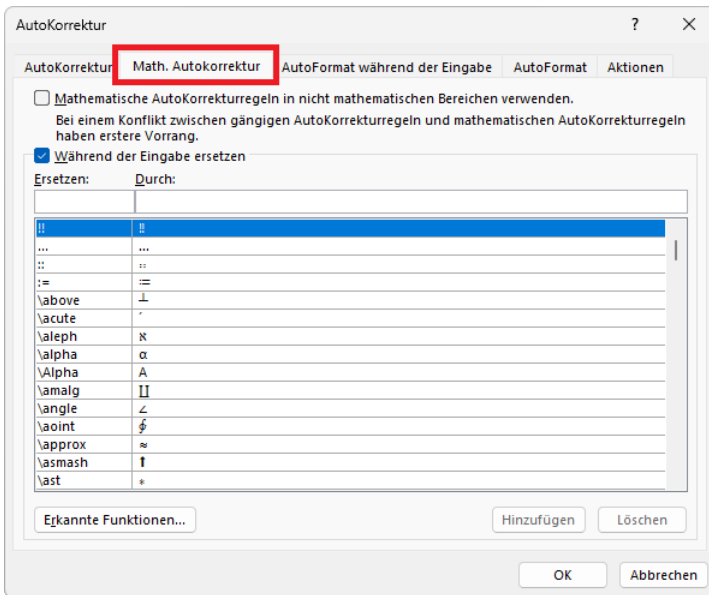 AutoKorrektur ? ×
AutoKorrektur Math. Autokorrektur AutoFormat während der Eingabe AutoFormat Aktionen
Mathematische AutoKorrekturregeln in nicht mathematischen Bereichen verwenden.
Bei einem Konflikt zwischen gängigen AutoKorrekturregeln und mathematischen AutoKorrekturregeln
haben erstere Vorrang.
Während der Eingabe ersetzen
Ersetzen: Durch:
!! ‼
... …
:: ∷
:= ≔
\above ┴
\acute ́
\aleph ℵ
\alpha α
\Alpha Α
\amalg ∐
\angle ∠
\aoint ∳
\approx ≈
\asmash ⬆
\ast ∗
Erkannte Funktionen... Hinzufügen Löschen
OK Abbrechen